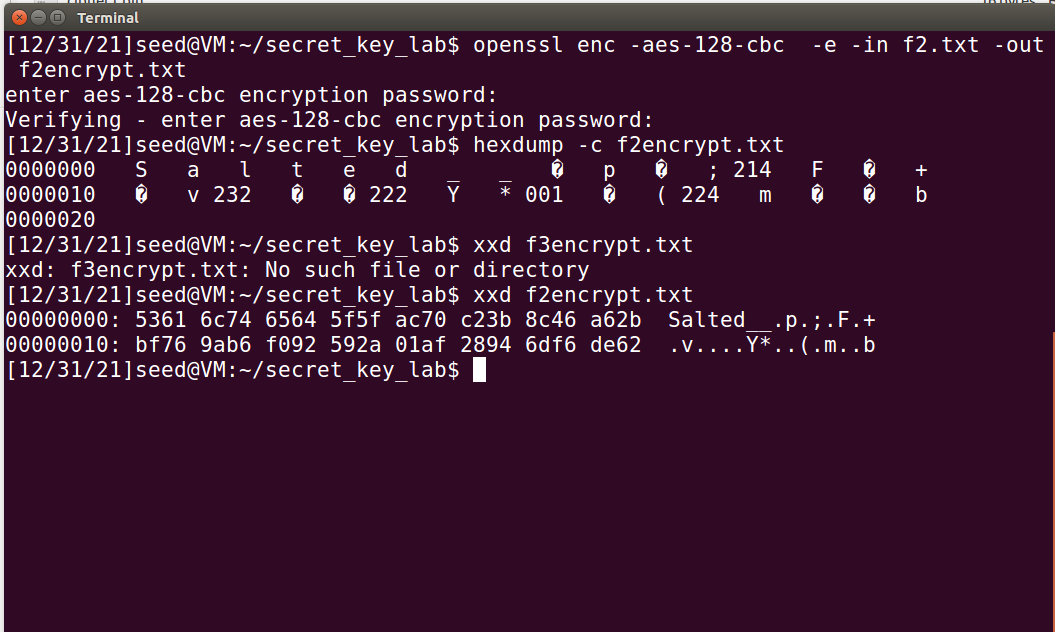 Terminal
[12/31/21]seed@VM:~/secret_key_lab$ openssl enc -aes-128-cbc  -e -in f2.txt -out
 f2encrypt.txt
enter aes-128-cbc encryption password:
Verifying - enter aes-128-cbc encryption password:
[12/31/21]seed@VM:~/secret_key_lab$ hexdump -c f2encrypt.txt
0000000   S   a   l   t   e   d   _   _   �   p   �   ; 214   F   �   +
0000010   �   v 232   �   � 222   Y   * 001   �   ( 224   m   �   �   b
0000020
[12/31/21]seed@VM:~/secret_key_lab$ xxd f3encrypt.txt
xxd: f3encrypt.txt: No such file or directory
[12/31/21]seed@VM:~/secret_key_lab$ xxd f2encrypt.txt
00000000: 5361 6c74 6564 5f5f ac70 c23b 8c46 a62b  Salted__.p.;.F.+
00000010: bf76 9ab6 f092 592a 01af 2894 6df6 de62  .v....Y*..(.m..b
[12/31/21]seed@VM:~/secret_key_lab$